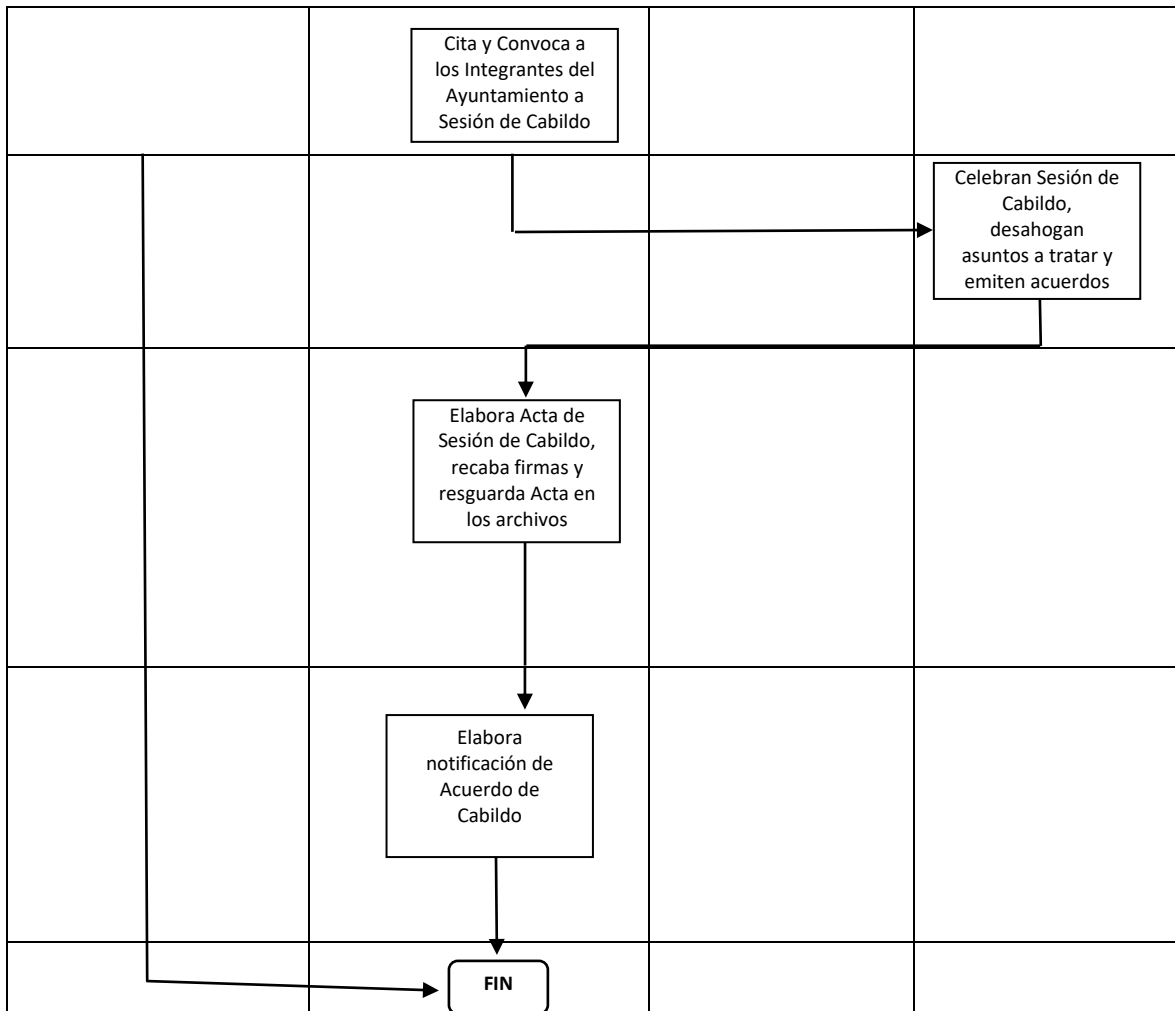 Cita y Convoca a
los Integrantes del
Ayuntamiento a
Sesión de Cabildo
Celebran Sesión de
Cabildo,
desahogan
asuntos a tratar y
emiten acuerdos
Elabora Acta de
Sesión de Cabildo,
recaba firmas y
resguarda Acta en
los archivos
Elabora
notificación de
Acuerdo de
Cabildo
FIN